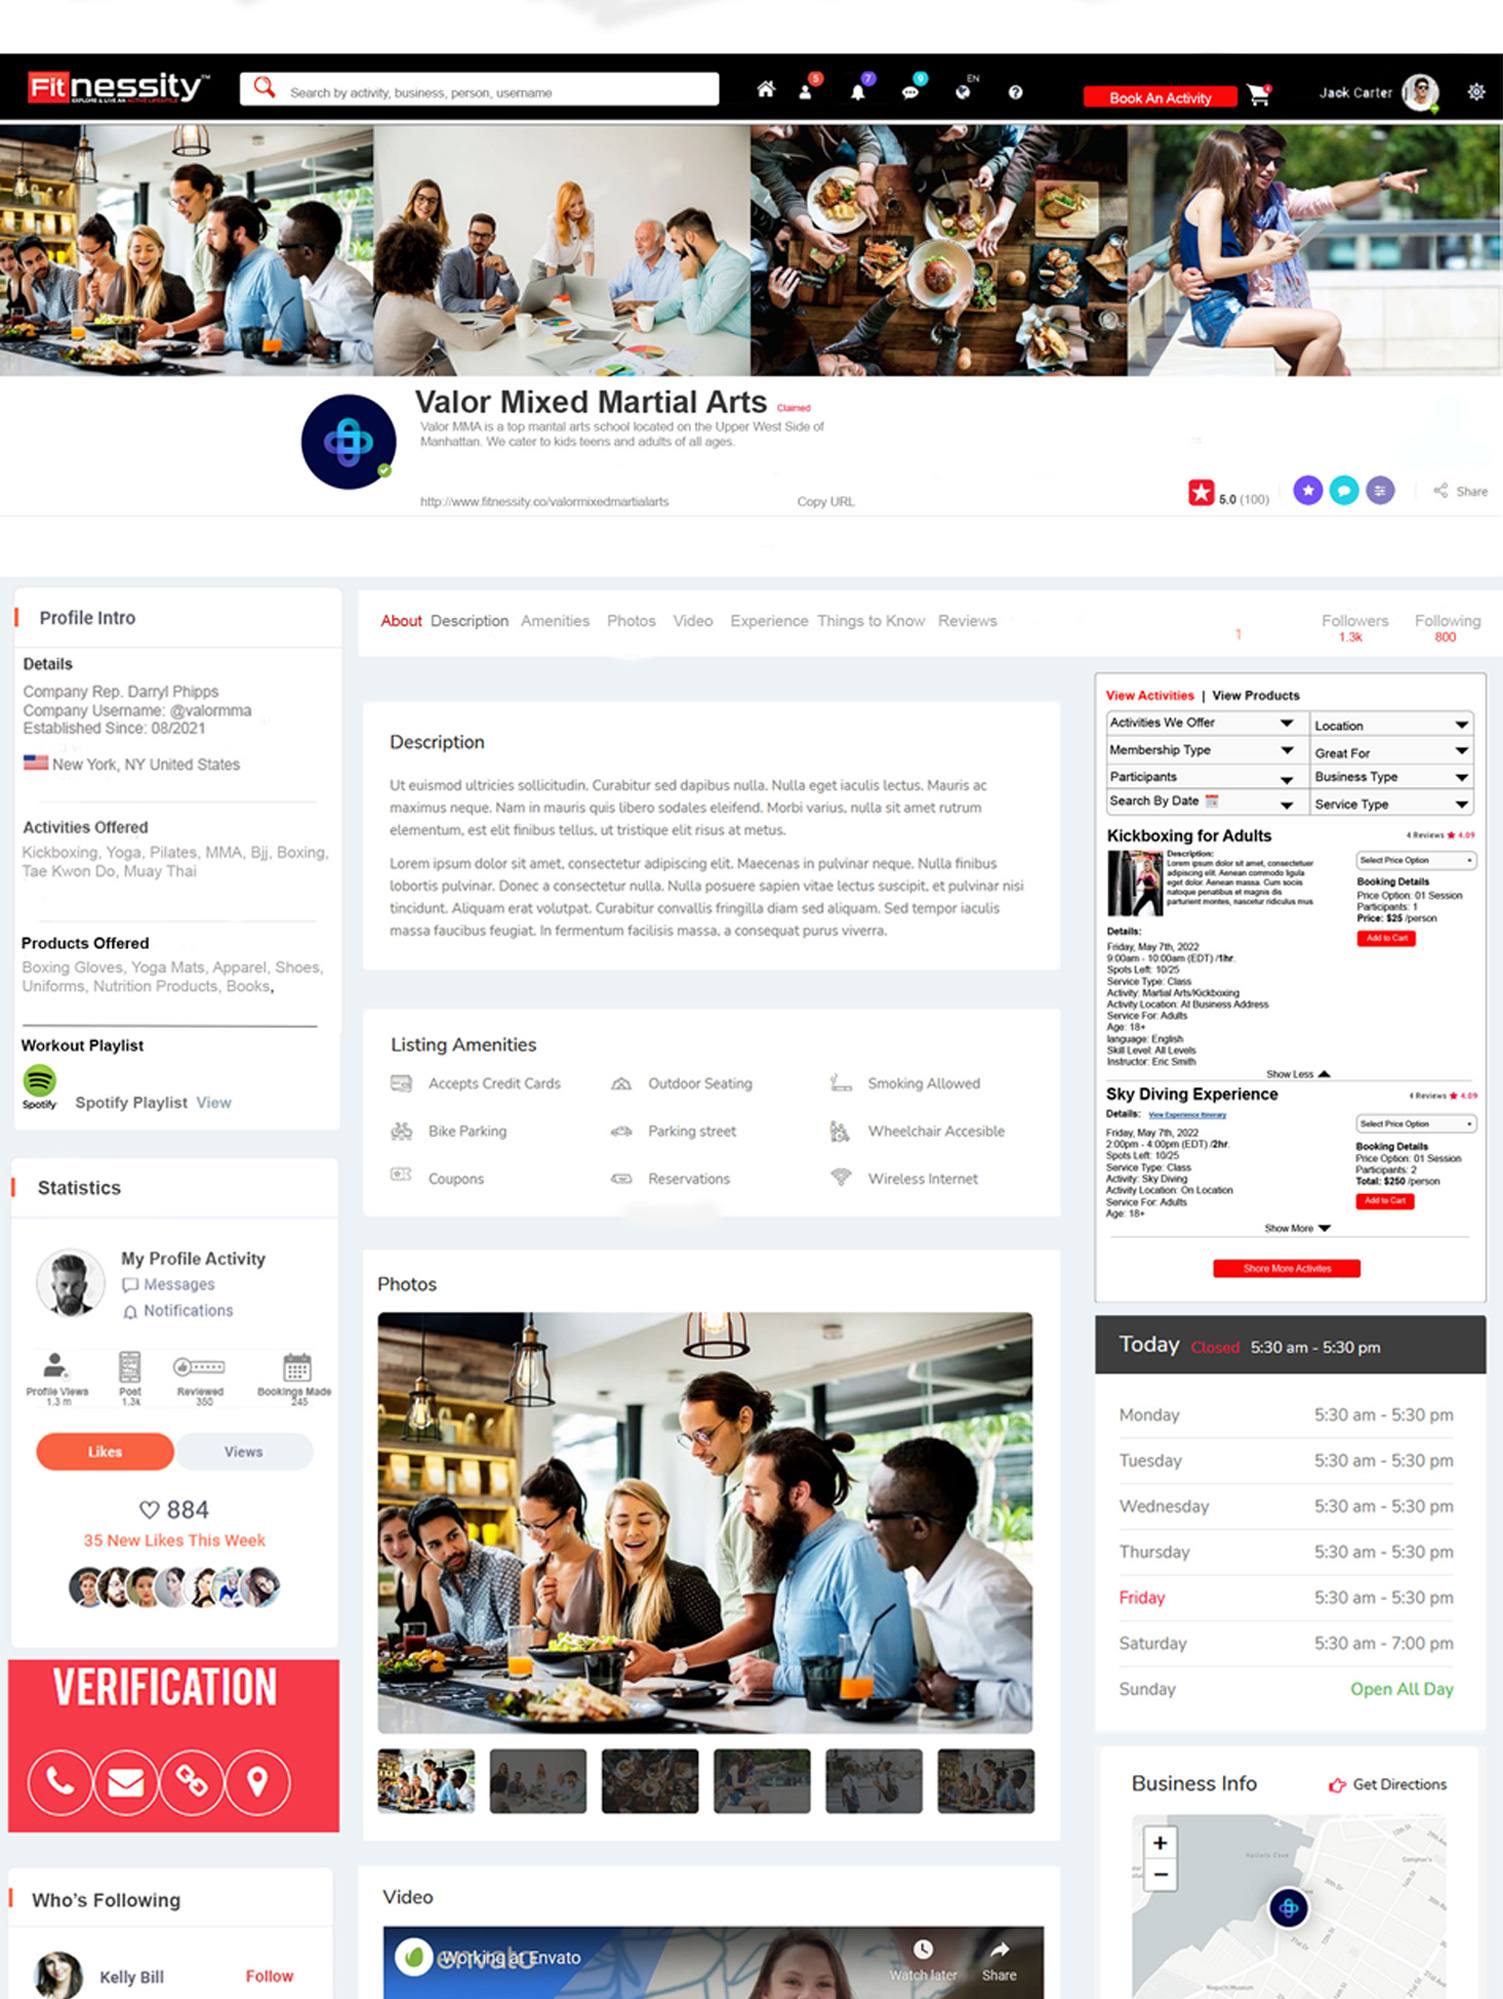 Fitnessity™
EXPLORE & LIVE AN ACTIVE LIFESTYLE
Search by activity, business, person, username
5
7
9
EN
Book An Activity
Jack Carter
Valor Mixed Martial Arts Claimed
Valor MMA is a top marital arts school located on the Upper West Side of
Manhattan. We cater to kids teens and adults of all ages.
http://www.fitnessity.co/valormixedmartialarts
Copy URL
5.0 (100)
Share
Profile Intro
Details
Company Rep. Darryl Phipps
Company Username: @valormma
Established Since: 08/2021
New York, NY United States
Activities Offered
Kickboxing, Yoga, Pilates, MMA, Bjj, Boxing,
Tae Kwon Do, Muay Thai
Products Offered
Boxing Gloves, Yoga Mats, Apparel, Shoes,
Uniforms, Nutrition Products, Books,
Workout Playlist
Spotify
Spotify Playlist View
Statistics
My Profile Activity
Messages
Notifications
Profile Views
1.3 m
Post
1.3k
Reviewed
350
Bookings Made
245
Likes
Views
884
35 New Likes This Week
VERIFICATION
Who's Following
Kelly Bill
Follow
About Description Amenities Photos Video Experience Things to Know Reviews
1
Followers
1.3k
Following
800
Description
Ut euismod ultricies sollicitudin. Curabitur sed dapibus nulla. Nulla eget iaculis lectus. Mauris ac
maximus neque. Nam in mauris quis libero sodales eleifend. Morbi varius, nulla sit amet rutrum
elementum, est elit finibus tellus, ut tristique elit risus at metus.
Lorem ipsum dolor sit amet, consectetur adipiscing elit. Maecenas in pulvinar neque. Nulla finibus
lobortis pulvinar. Donec a consectetur nulla. Nulla posuere sapien vitae lectus suscipit, et pulvinar nisi
tincidunt. Aliquam erat volutpat. Curabitur convallis fringilla diam sed aliquam. Sed tempor iaculis
massa faucibus feugiat. In fermentum facilisis massa, a consequat purus viverra.
Listing Amenities
Accepts Credit Cards
Outdoor Seating
Smoking Allowed
Bike Parking
Parking street
Wheelchair Accesible
Coupons
Reservations
Wireless Internet
Photos
Video
envato
Working at Envato
Watch later
Share
View Activities | View Products
Activities We Offer
Location
Membership Type
Great For
Participants
Business Type
Search By Date
Service Type
Kickboxing for Adults
4 Reviews 4.09
Description:
Lorem ipsum dolor sit amet, consectetuer
adipiscing elit. Aenean commodo ligula
eget dolor. Aenean massa. Cum sociis
natoque penatibus et magnis dis
parturient montes, nascetur ridiculus mus
Select Price Option
Booking Details
Price Option: 01 Session
Participants: 1
Price: $25 /person
Add to Cart
Details:
Friday, May 7th, 2022
9:00am - 10:00am (EDT) /1hr.
Spots Left: 10/25
Service Type: Class
Activity: Martial Arts/Kickboxing
Activity Location: At Business Address
Service For: Adults
Age: 18+
language: English
Skill Level: All Levels
Instructor: Eric Smith
Show Less
Sky Diving Experience
4 Reviews 4.09
Details: View Experience Itinerary
Friday, May 7th, 2022
2:00pm - 4:00pm (EDT) /2hr.
Spots Left: 10/25
Service Type: Class
Activity: Sky Diving
Activity Location: On Location
Service For: Adults
Age: 18+
Select Price Option
Booking Details
Price Option: 01 Session
Participants: 2
Total: $250 /person
Add to Cart
Show More
Shore More Activites
Today Closed 5:30 am - 5:30 pm
Monday 5:30 am - 5:30 pm
Tuesday 5:30 am - 5:30 pm
Wednesday 5:30 am - 5:30 pm
Thursday 5:30 am - 5:30 pm
Friday 5:30 am - 5:30 pm
Saturday 5:30 am - 7:00 pm
Sunday Open All Day
Business Info
Get Directions
+
−